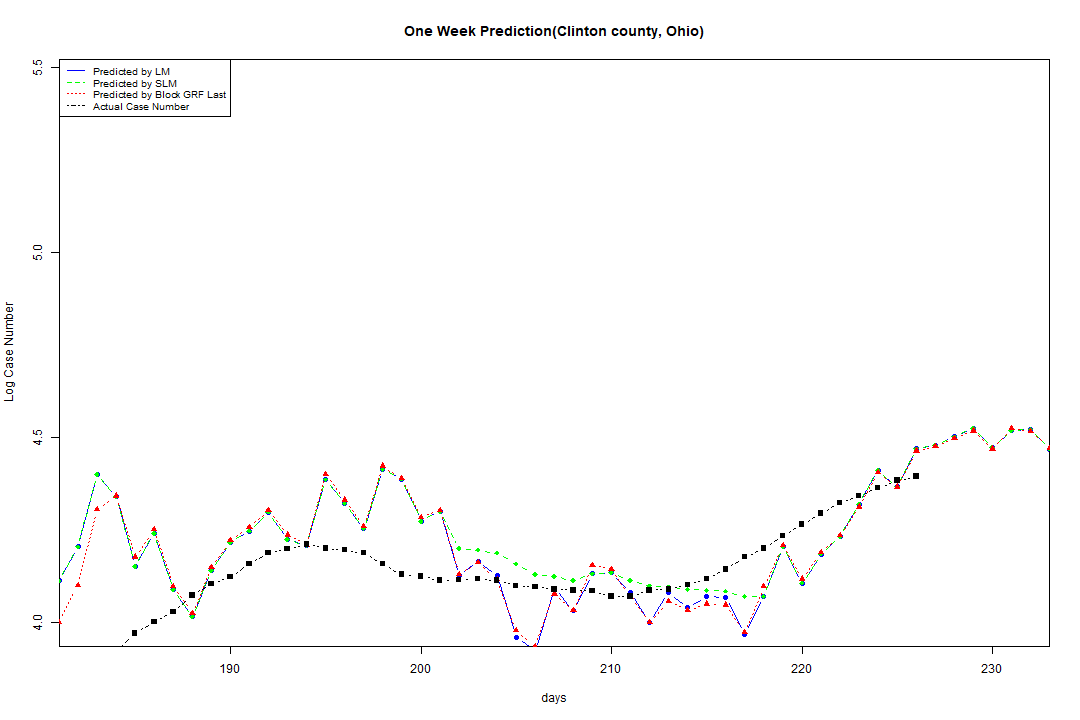 One Week Prediction(Clinton county, Ohio)
Predicted by LM
Predicted by SLM
Predicted by Block GRF Last
Actual Case Number
5.5
5.0
4.5
4.0
Log Case Number
190 200 210 220 230
days